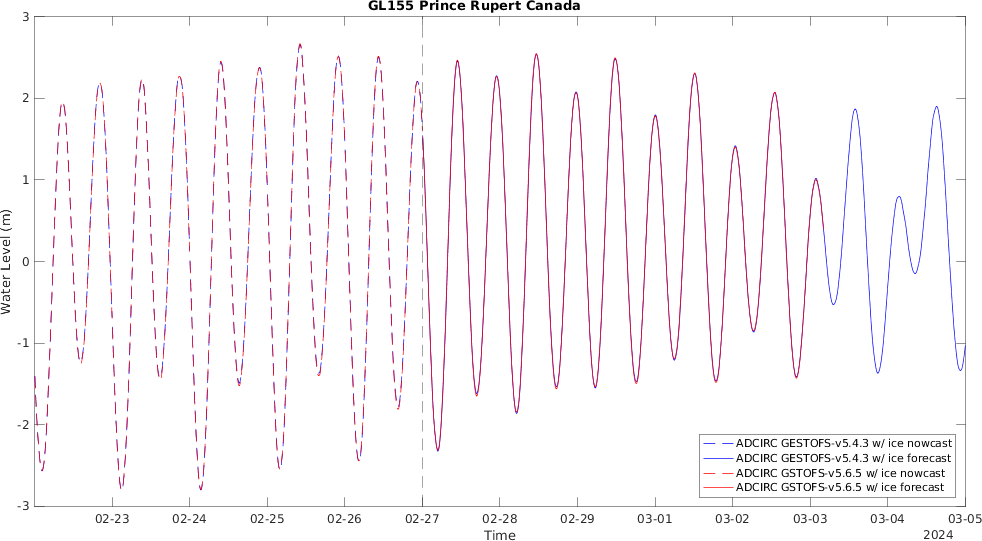 GL155 Prince Rupert Canada
3
2
1
0
-1
-2
-3
Water Level (m)
02-23
02-24
02-25
02-26
02-27
02-28
02-29
03-01
03-02
03-03
03-04
03-05
Time
2024
ADCIRC GESTOFS-v5.4.3 w/ ice nowcast
ADCIRC GESTOFS-v5.4.3 w/ ice forecast
ADCIRC GSTOFS-v5.6.5 w/ ice nowcast
ADCIRC GSTOFS-v5.6.5 w/ ice forecast